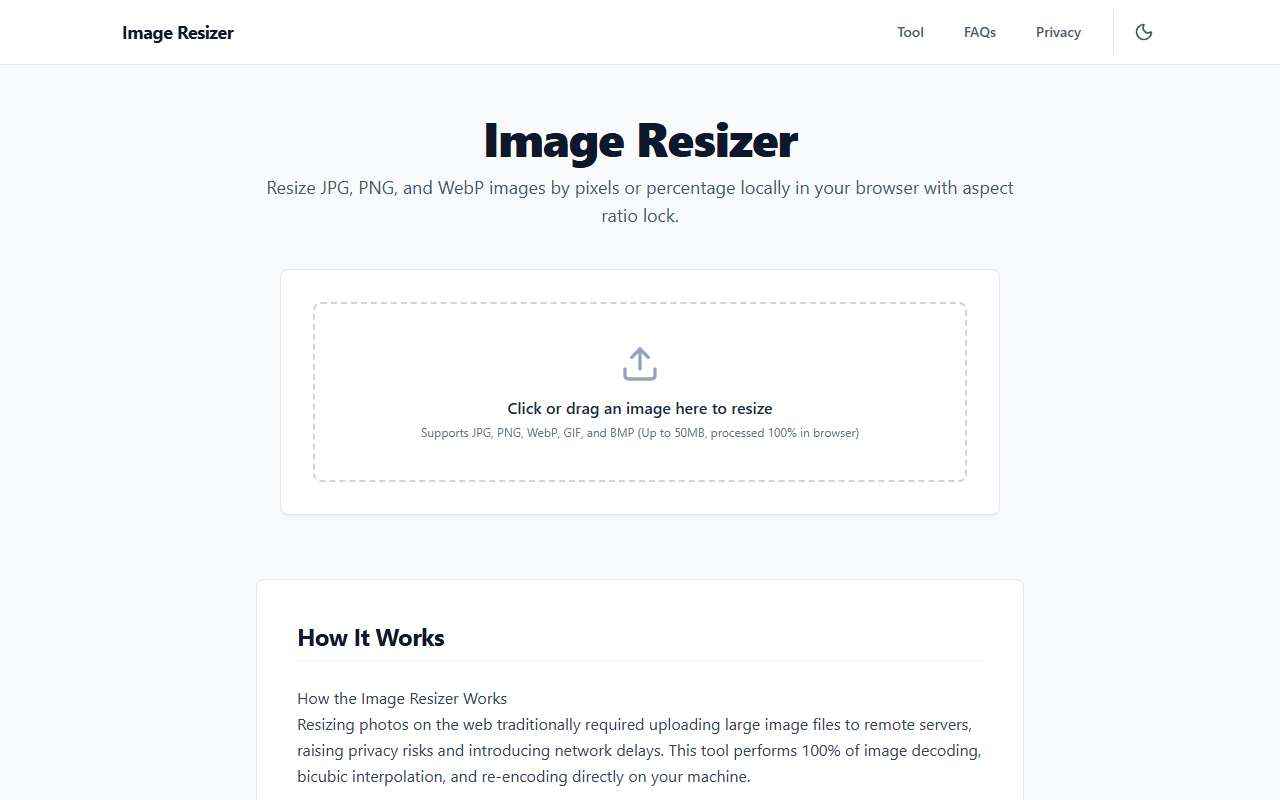 Image Resizer
Tool
FAQs
Privacy
Image Resizer
Resize JPG, PNG, and WebP images by pixels or percentage locally in your browser with aspect
ratio lock.
Click or drag an image here to resize
Supports JPG, PNG, WebP, GIF, and BMP (Up to 50MB, processed 100% in browser)
How It Works
How the Image Resizer Works
Resizing photos on the web traditionally required uploading large image files to remote servers,
raising privacy risks and introducing network delays. This tool performs 100% of image decoding,
bicubic interpolation, and re-encoding directly on your machine.